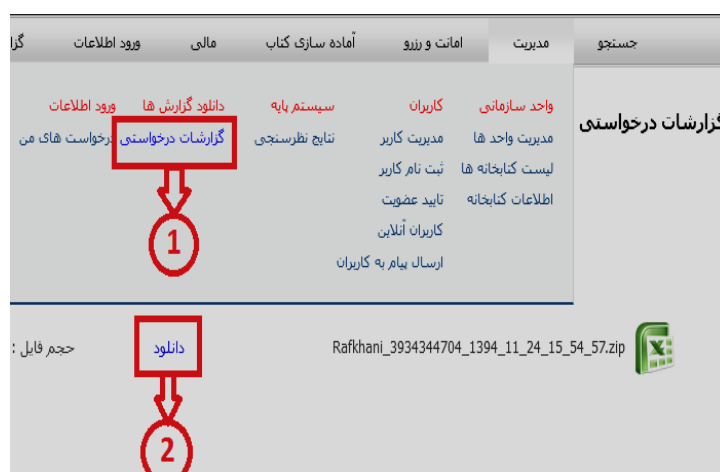 جستجو مدیریت امانت و رزرو آماده سازی کتاب مالی ورود اطلاعات گزا
گزارشات درخواستی
واحد سازمانی کاربران سیستم پایه دانلود گزارش ها ورود اطلاعات
مدیریت واحد ها مدیریت کاربر نتایج نظرسنجی گزارشات درخواستی درخواست های من
لیست کتابخانه ها ثبت نام کاربر
اطلاعات کتابخانه تایید عضویت
کاربران آنلاین
ارسال پیام به کاربران
1
Rafkhani_3934344704_1394_11_24_15_54_57.zip دانلود حجم فایل :
2